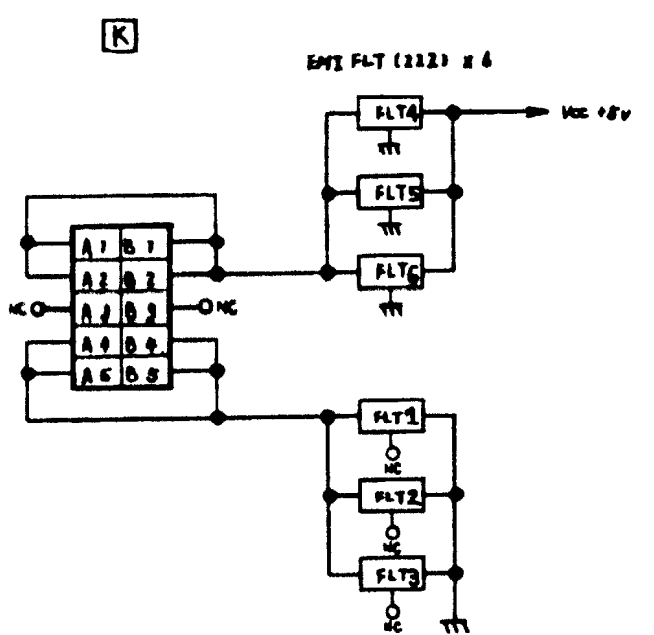 K
EMI FLT (222) x 6
FLT4
Vcc +5V
FLT5
FLT6
A1 B1
A2 B2
NC A3 B3 NC
A4 B4
A5 B5
FLT1
NC
FLT2
NC
FLT3
NC